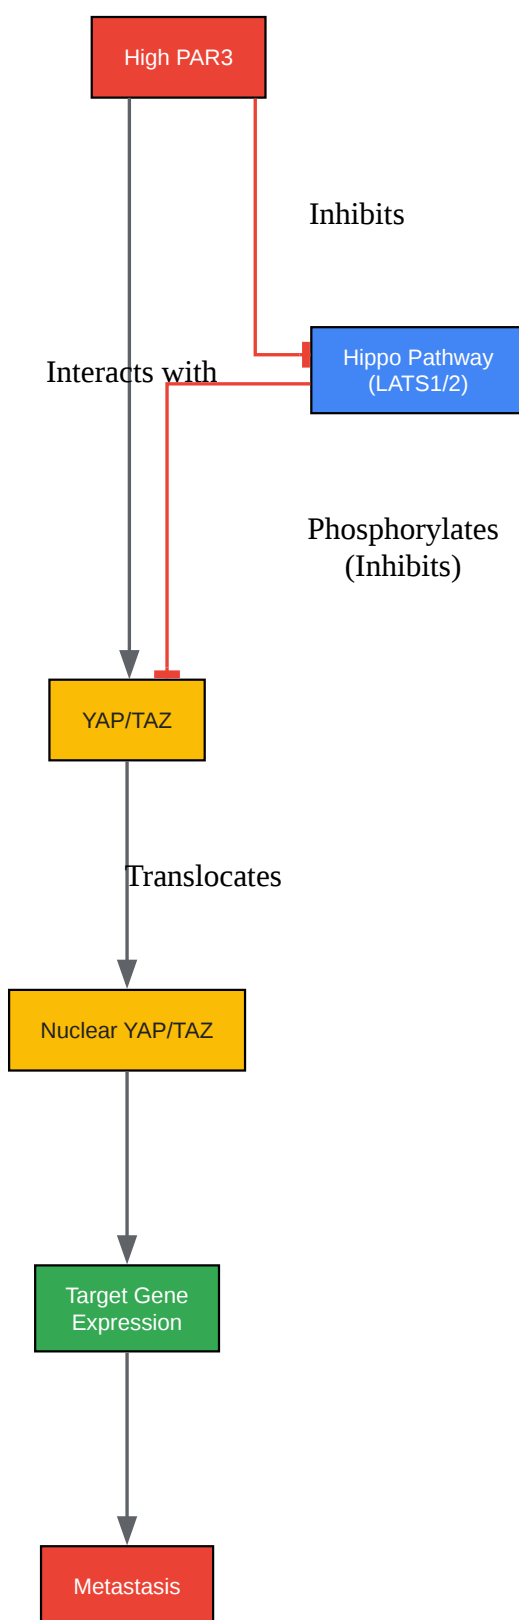 High PAR3
Inhibits
Hippo Pathway
(LATS1/2)
Interacts with
Phosphorylates
(Inhibits)
YAP/TAZ
Translocates
Nuclear YAP/TAZ
Target Gene
Expression
Metastasis